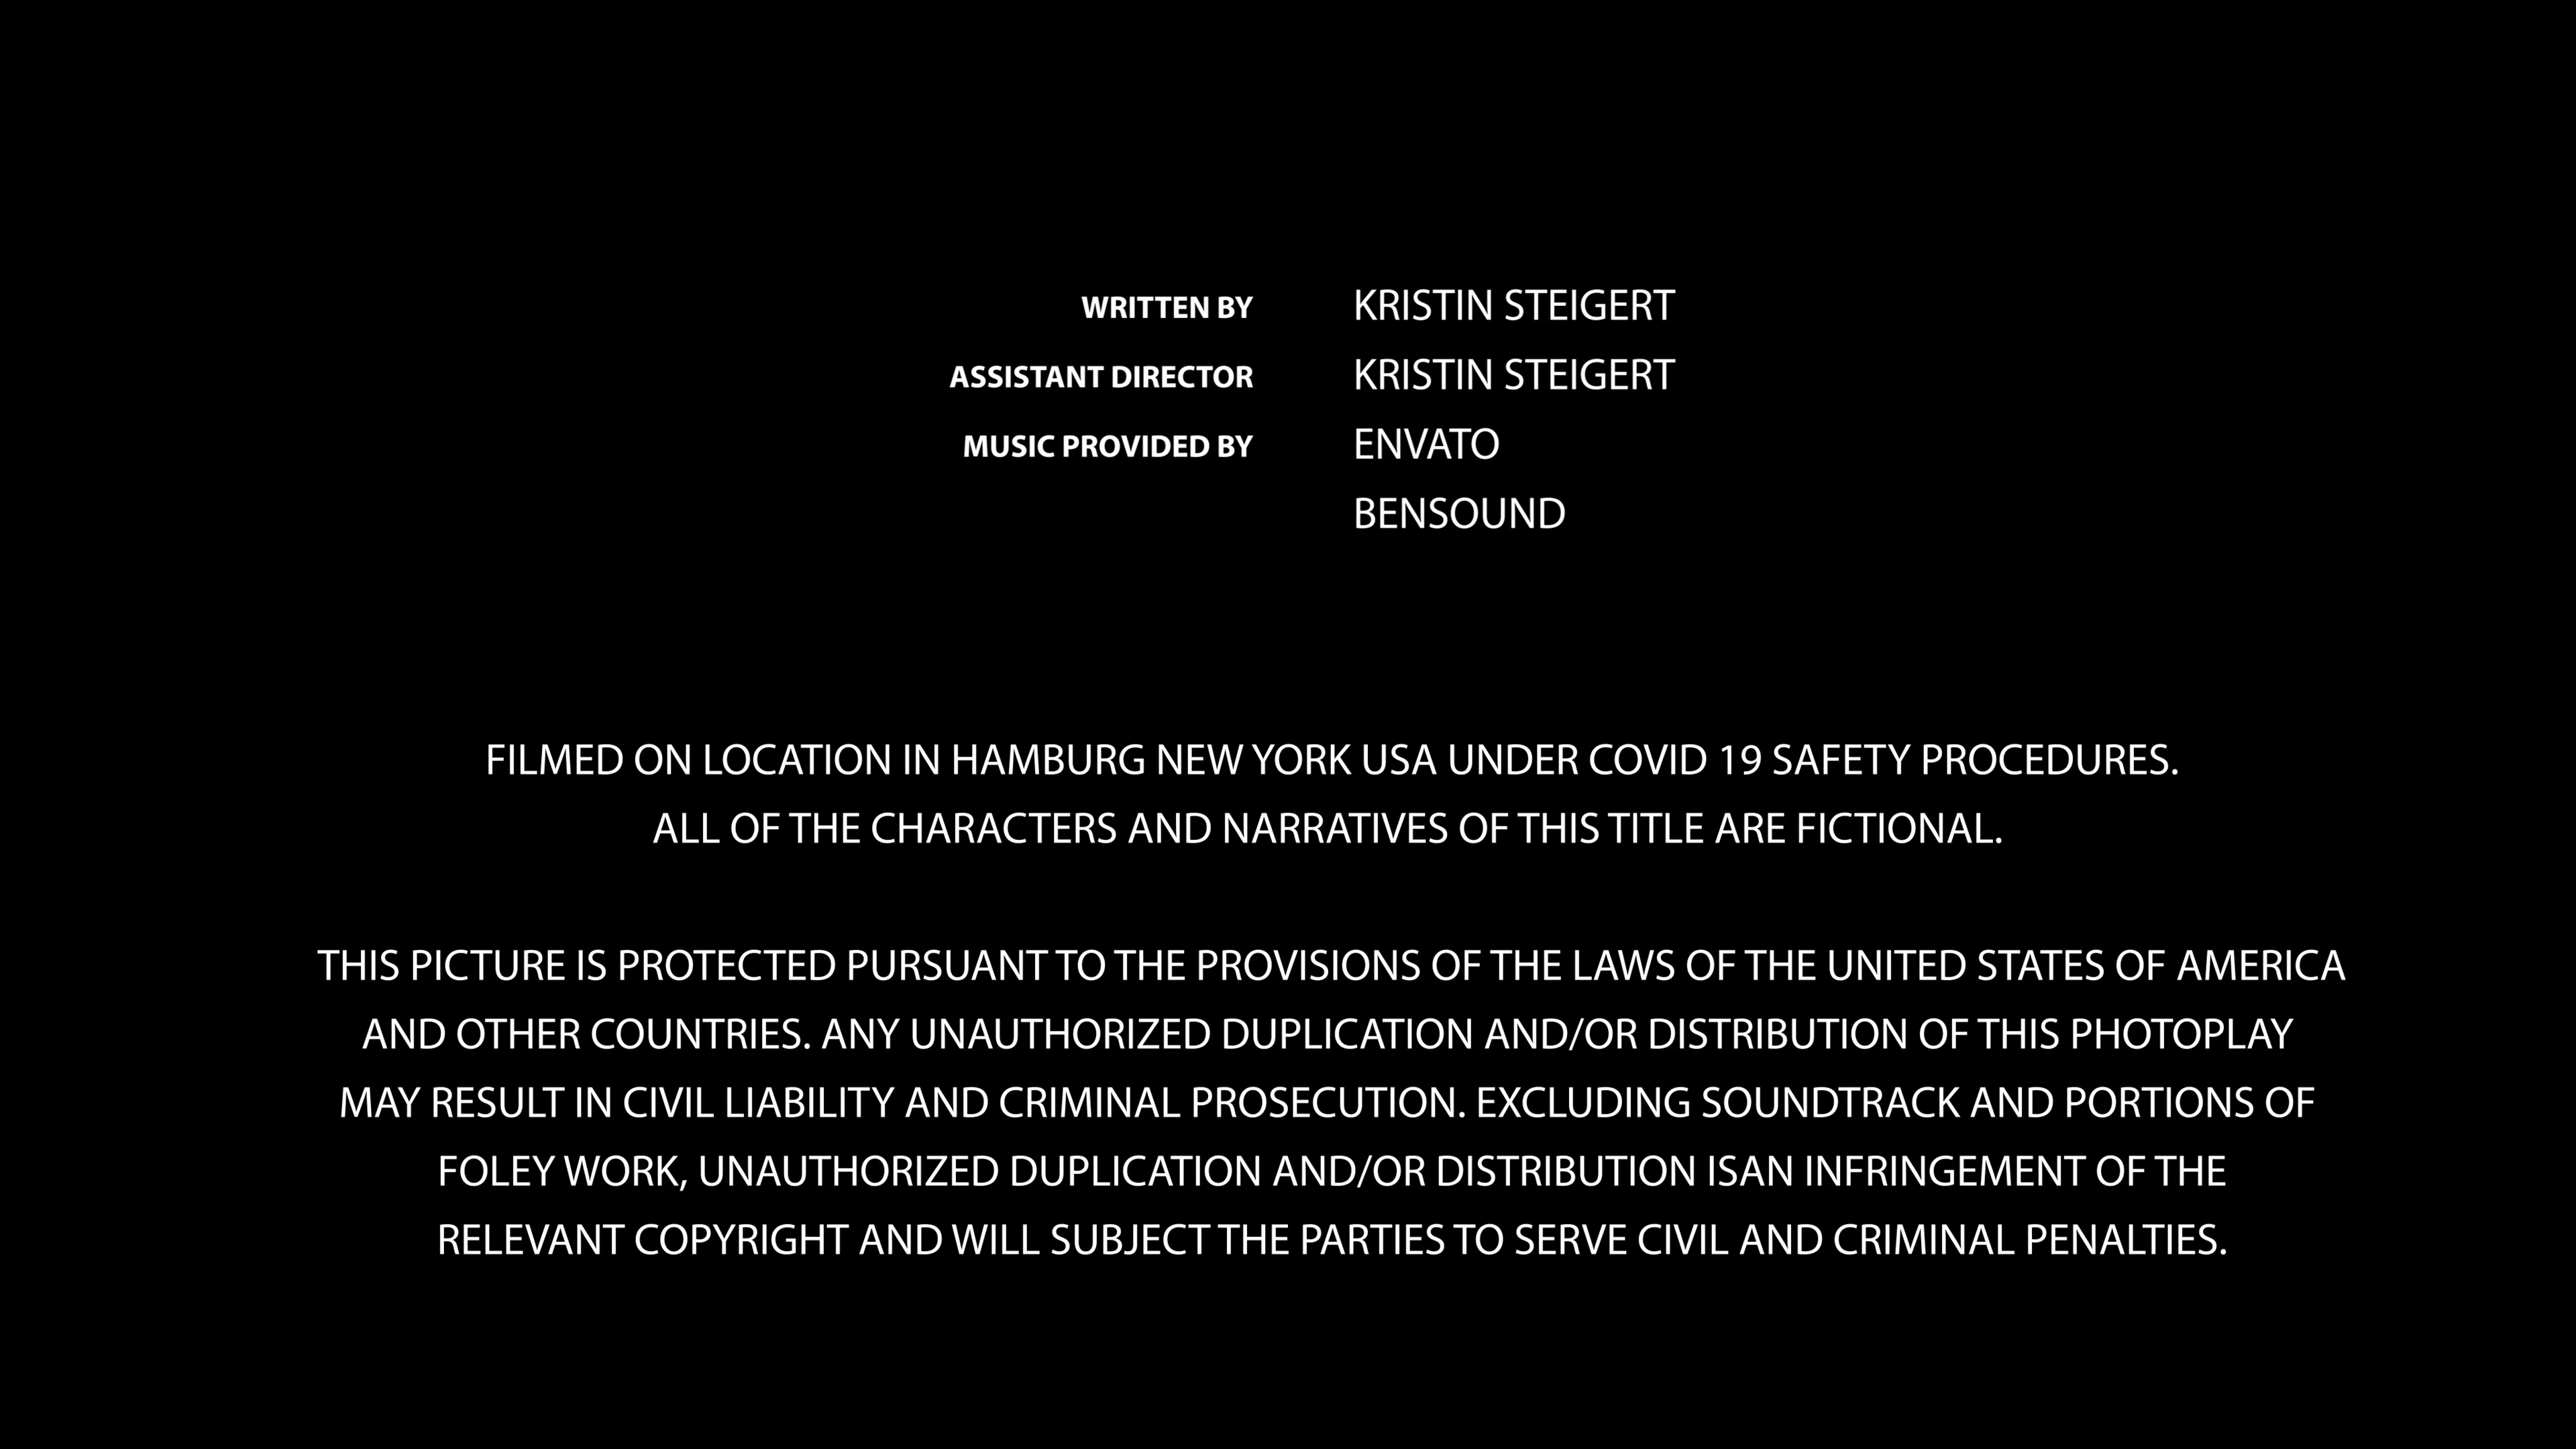 WRITTEN BY KRISTIN STEIGERT
ASSISTANT DIRECTOR KRISTIN STEIGERT
MUSIC PROVIDED BY ENVATO
BENSOUND
FILMED ON LOCATION IN HAMBURG NEW YORK USA UNDER COVID 19 SAFETY PROCEDURES.
ALL OF THE CHARACTERS AND NARRATIVES OF THIS TITLE ARE FICTIONAL.
THIS PICTURE IS PROTECTED PURSUANT TO THE PROVISIONS OF THE LAWS OF THE UNITED STATES OF AMERICA
AND OTHER COUNTRIES. ANY UNAUTHORIZED DUPLICATION AND/OR DISTRIBUTION OF THIS PHOTOPLAY
MAY RESULT IN CIVIL LIABILITY AND CRIMINAL PROSECUTION. EXCLUDING SOUNDTRACK AND PORTIONS OF
FOLEY WORK, UNAUTHORIZED DUPLICATION AND/OR DISTRIBUTION ISAN INFRINGEMENT OF THE
RELEVANT COPYRIGHT AND WILL SUBJECT THE PARTIES TO SERVE CIVIL AND CRIMINAL PENALTIES.